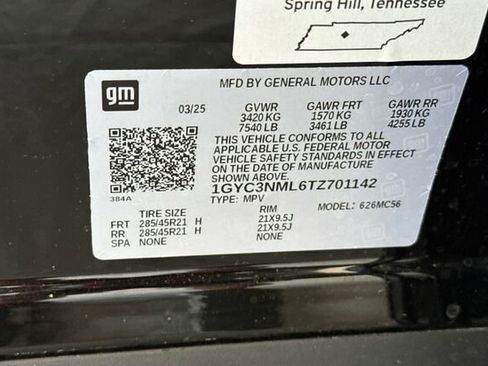 Spring Hill, Tennessee
gm
MFD BY GENERAL MOTORS LLC
03/25 GVWR GAWR FRT GAWR RR
3420 KG 1570 KG 1930 KG
7540 LB 3461 LB 4255 LB
THIS VEHICLE CONFORMS TO ALL
APPLICABLE U.S. FEDERAL MOTOR
VEHICLE SAFETY STANDARDS IN EFFECT
ON THE DATE OF MANUFACTURE
SHOWN ABOVE.
384A
1GYC3NML6TZ701142
TYPE: MPV
TIRE SIZE RIM MODEL: 626MC56
FRT 285/45R21 H 21X9.5J
RR 285/45R21 H 21X9.5J
SPA NONE NONE